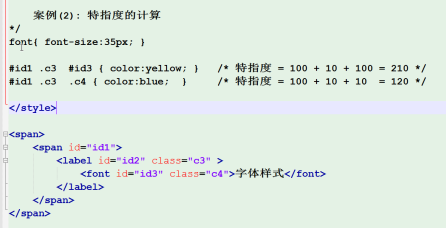 案例(2): 特指度的计算
*/
font{ font-size:35px; }
#id1 .c3 #id3 { color:yellow; } /* 特指度 = 100 + 10 + 100 = 210 */
#id1 .c3 .c4 { color:blue; } /* 特指度 = 100 + 10 + 10 = 120 */
</style>
<span>
<span id="id1">
<label id="id2" class="c3" >
<font id="id3" class="c4">字体样式</font>
</label>
</span>
</span>